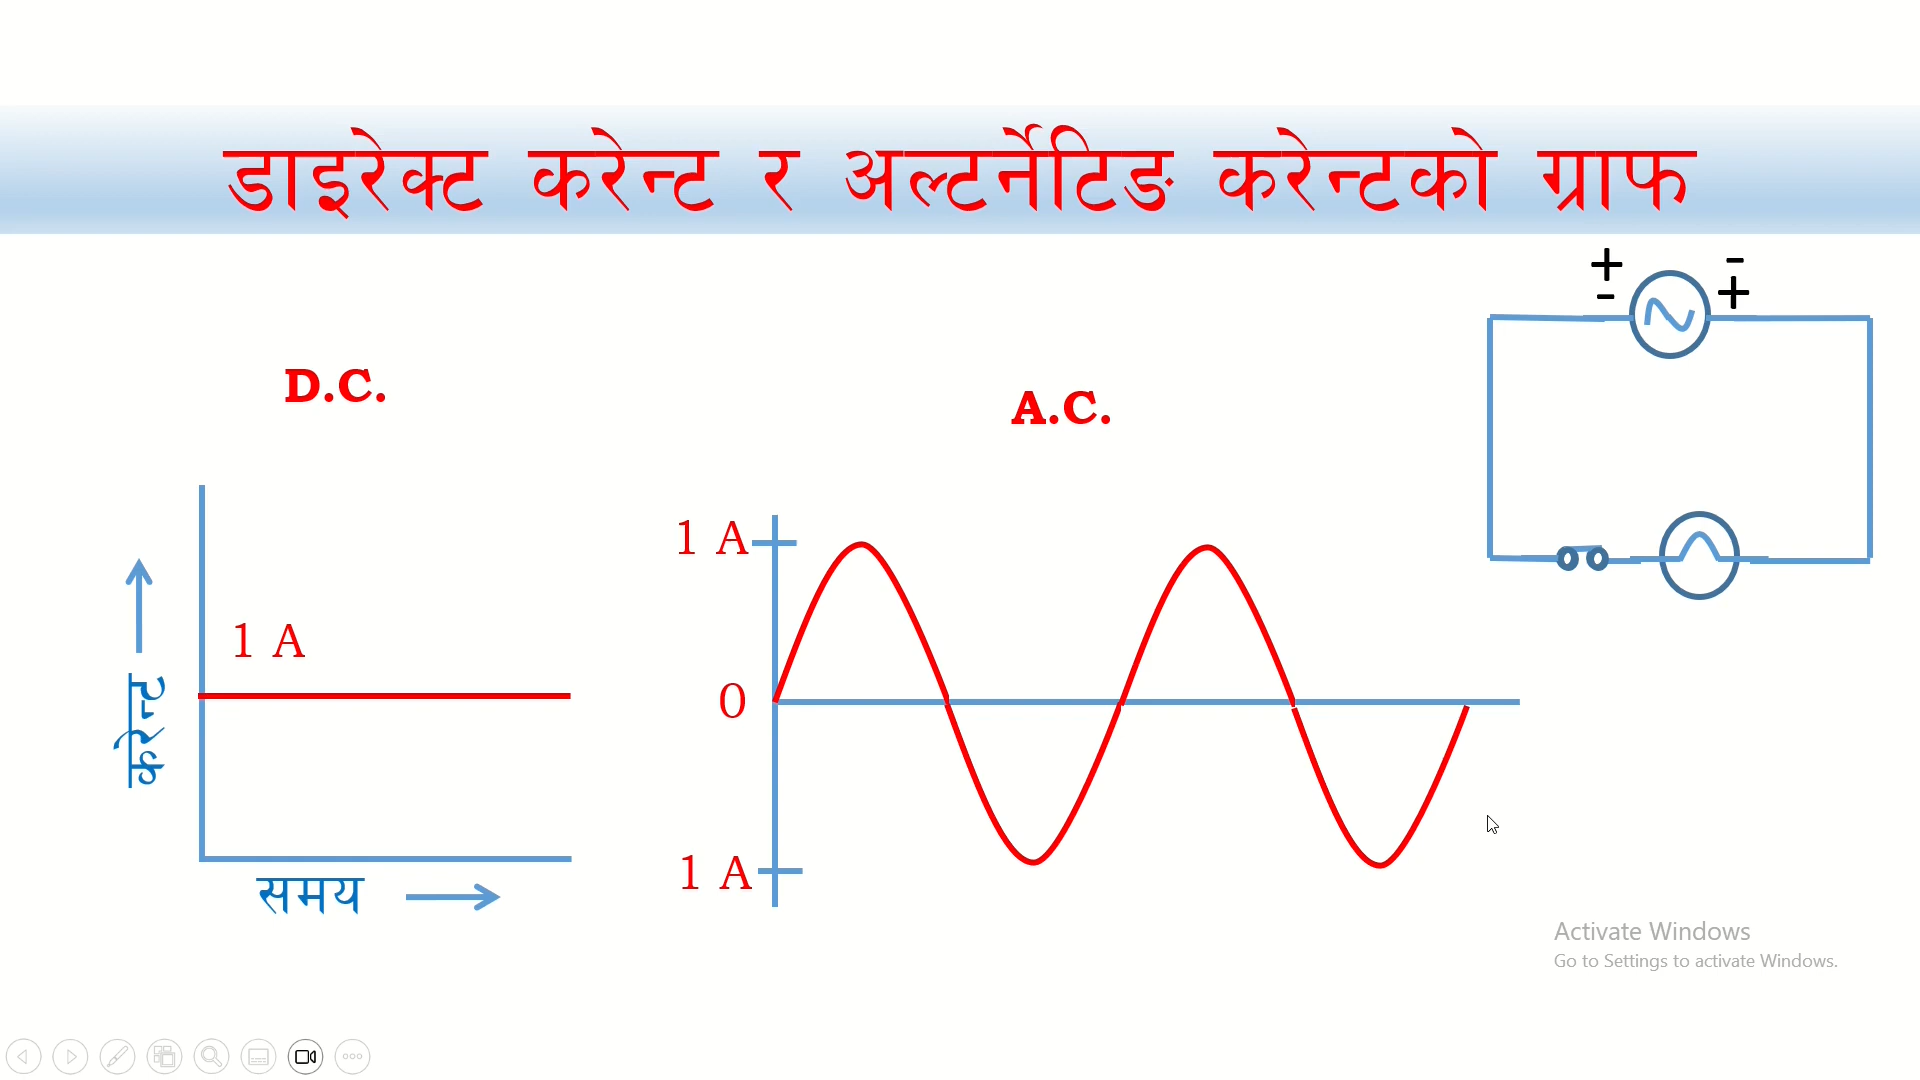 डाइरेक्ट करेन्ट र अल्टर्नेटिङ करेन्टको ग्राफ
+ -
- +
D.C.
A.C.
1 A
1 A
0
1 A
करेन्ट
समय
Activate Windows
Go to Settings to activate Windows.